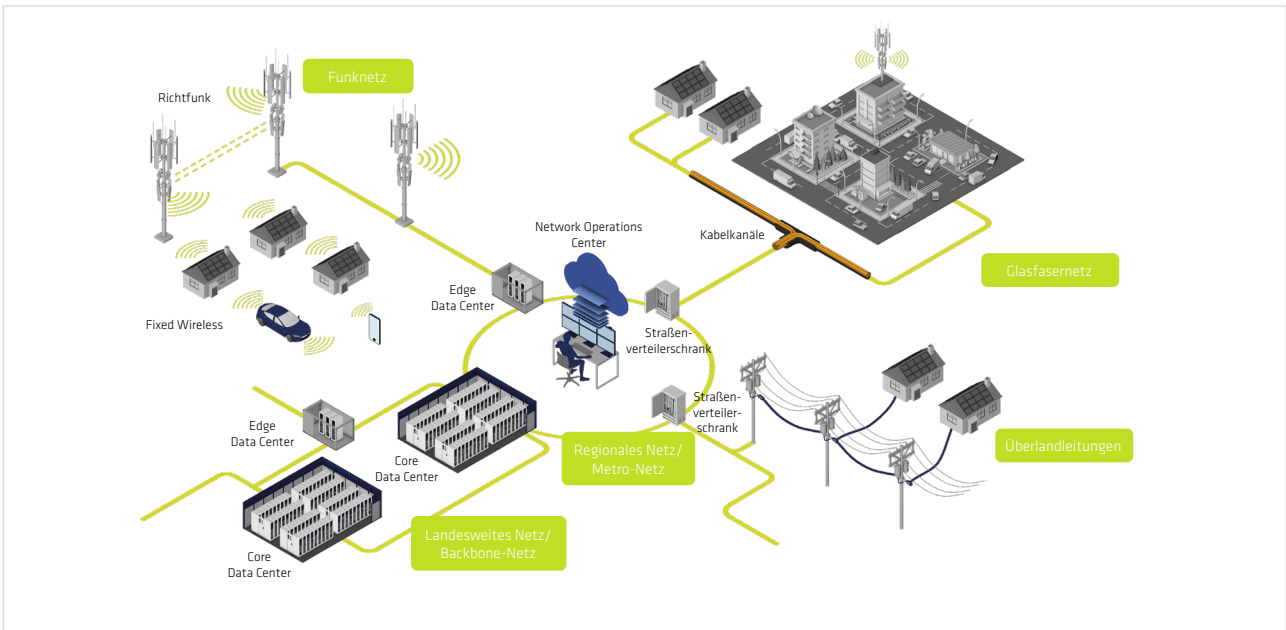 Funknetz
Richtfunk
Network Operations
Center
Kabelkanäle
Glasfasernetz
Edge
Data Center
Fixed Wireless
Straßen-
verteilerschrank
Edge
Data Center
Straßen-
verteiler-
schrank
Core
Data Center
Regionales Netz/
Metro-Netz
Überlandleitungen
Landesweites Netz/
Backbone-Netz
Core
Data Center